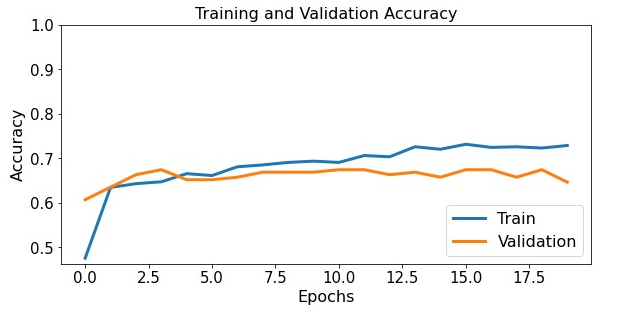 Training and Validation Accuracy
1.0
0.9
0.8
0.7
0.6
0.5
Accuracy
0.0 2.5 5.0 7.5 10.0 12.5 15.0 17.5
Epochs
Train
Validation